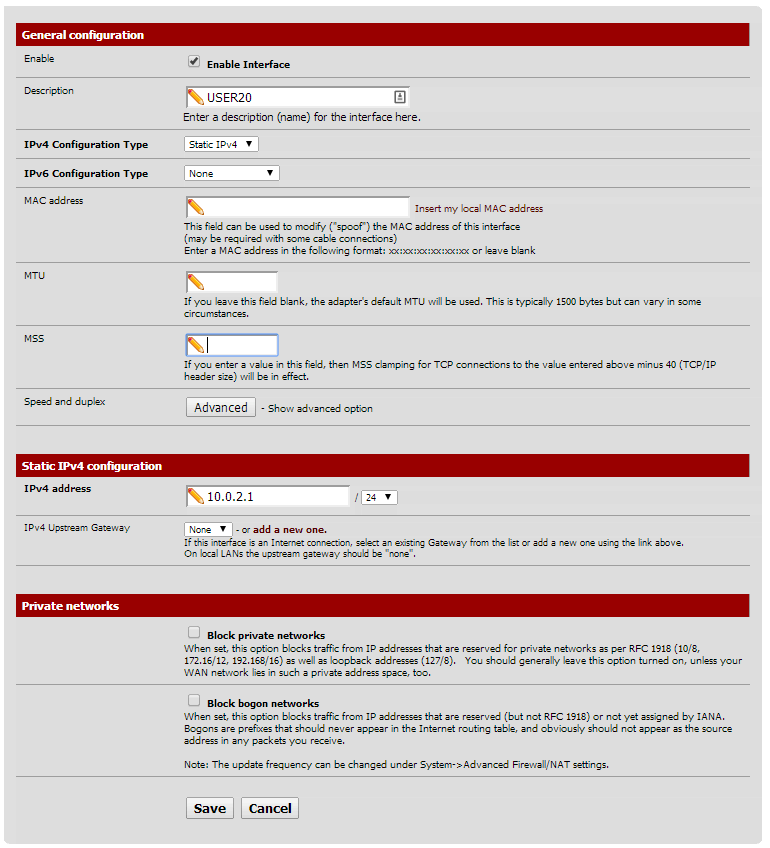 General configuration
Enable
Enable Interface
Description
USER20
Enter a description (name) for the interface here.
IPv4 Configuration Type
Static IPv4
IPv6 Configuration Type
None
MAC address
Insert my local MAC address
This field can be used to modify ("spoof") the MAC address of this interface
(may be required with some cable connections)
Enter a MAC address in the following format: xx:xx:xx:xx:xx:xx or leave blank
MTU
If you leave this field blank, the adapter's default MTU will be used. This is typically 1500 bytes but can vary in some
circumstances.
MSS
If you enter a value in this field, then MSS clamping for TCP connections to the value entered above minus 40 (TCP/IP
header size) will be in effect.
Speed and duplex
Advanced - Show advanced option
Static IPv4 configuration
IPv4 address
10.0.2.1 / 24
IPv4 Upstream Gateway
None - or add a new one.
If this interface is an Internet connection, select an existing Gateway from the list or add a new one using the link above.
On local LANs the upstream gateway should be "none".
Private networks
Block private networks
When set, this option blocks traffic from IP addresses that are reserved for private networks as per RFC 1918 (10/8,
172.16/12, 192.168/16) as well as loopback addresses (127/8). You should generally leave this option turned on, unless your
WAN network lies in such a private address space, too.
Block bogon networks
When set, this option blocks traffic from IP addresses that are reserved (but not RFC 1918) or not yet assigned by IANA.
Bogons are prefixes that should never appear in the Internet routing table, and obviously should not appear as the source
address in any packets you receive.
Note: The update frequency can be changed under System->Advanced Firewall/NAT settings.
Save Cancel